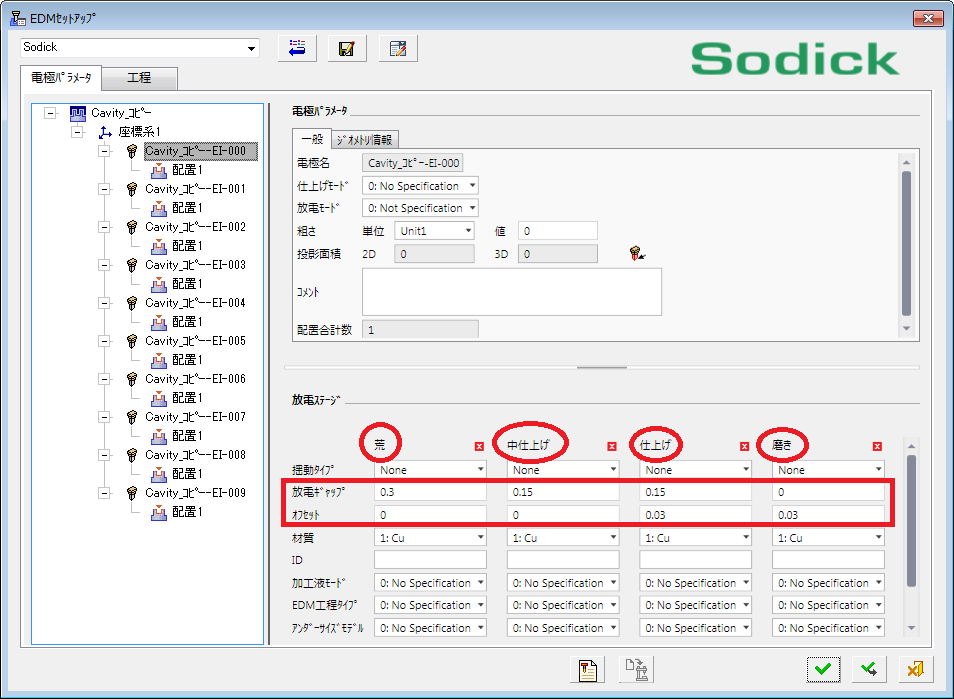 EDMｾｯﾄｱｯﾌﾟ
Sodick
Sodick
電極ﾊﾟﾗﾒｰﾀ 工程
Cavity_ｺﾋﾟｰ
座標系1
Cavity_ｺﾋﾟｰ-EI-000
配置1
Cavity_ｺﾋﾟｰ-EI-001
配置1
Cavity_ｺﾋﾟｰ-EI-002
配置1
Cavity_ｺﾋﾟｰ-EI-003
配置1
Cavity_ｺﾋﾟｰ-EI-004
配置1
Cavity_ｺﾋﾟｰ-EI-005
配置1
Cavity_ｺﾋﾟｰ-EI-006
配置1
Cavity_ｺﾋﾟｰ-EI-007
配置1
Cavity_ｺﾋﾟｰ-EI-008
配置1
Cavity_ｺﾋﾟｰ-EI-009
配置1
電極ﾊﾟﾗﾒｰﾀ
一般 ｼﾞｵﾒﾄﾘ情報
電極名 Cavity_ｺﾋﾟｰ-EI-000
仕上げﾓｰﾄﾞ 0: No Specification
放電ﾓｰﾄﾞ 0: Not Specification
粗さ 単位 Unit1 値 0
投影面積 2D 0 3D 0
ｺﾒﾝﾄ
配置合計数 1
放電ｽﾃｰｼﾞ
荒 中仕上げ 仕上げ 磨き
揺動ﾀｲﾌﾟ None None None None
放電ｷﾞｬｯﾌﾟ 0.3 0.15 0.15 0
ｵﾌｾｯﾄ 0 0 0.03 0.03
材質 1: Cu 1: Cu 1: Cu 1: Cu
ID
加工液ﾓｰﾄﾞ 0: No Specification 0: No Specification 0: No Specification 0: No Specification
EDM工程ﾀｲﾌﾟ 0: No Specification 0: No Specification 0: No Specification 0: No Specification
ｱﾝﾀﾞｰｻｲｽﾞﾓﾃﾞﾙ 0: No Specification 0: No Specification 0: No Specification 0: No Specification